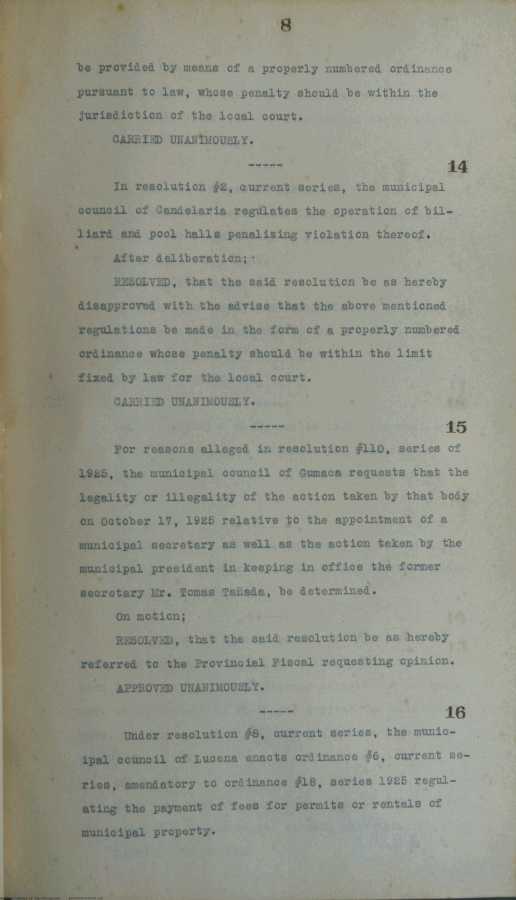 8
be provided by means of a properly numbered ordinance
pursuant to law, whose penalty should be within the
jurisdiction of the local court.
CARRIED UNANIMOUSLY.
-----
14
In resolution #2, current series, the municipal
council of Candelaria regulates the operation of bil-
liard and pool halls penalizing violation thereof.
After deliberation;
RESOLVED, that the said resolution be as hereby
disapproved with the advise that the above mentioned
regulations be made in the form of a properly numbered
ordinance whose penalty should be within the limit
fixed by law for the local court.
CARRIED UNANIMOUSLY.
-----
15
For reasons alleged in resolution #110, series of
1925, the municipal council of Gumaca requests that the
legality or illegality of the action taken by that body
on October 17, 1925 relative to the appointment of a
municipal secretary as well as the action taken by the
municipal president in keeping in office the former
secretary Mr. Tomas Tañada, be determined.
On motion;
RESOLVED, that the said resolution be as hereby
referred to the Provincial Fiscal requesting opinion.
APPROVED UNANIMOUSLY.
-----
16
Under resolution #8, current series, the munic-
ipal council of Lucena enacts ordinance #6, current se-
ries, amendatory to ordinance #18, series 1925 regul-
ating the payment of fees for permits or rentals of
municipal property.